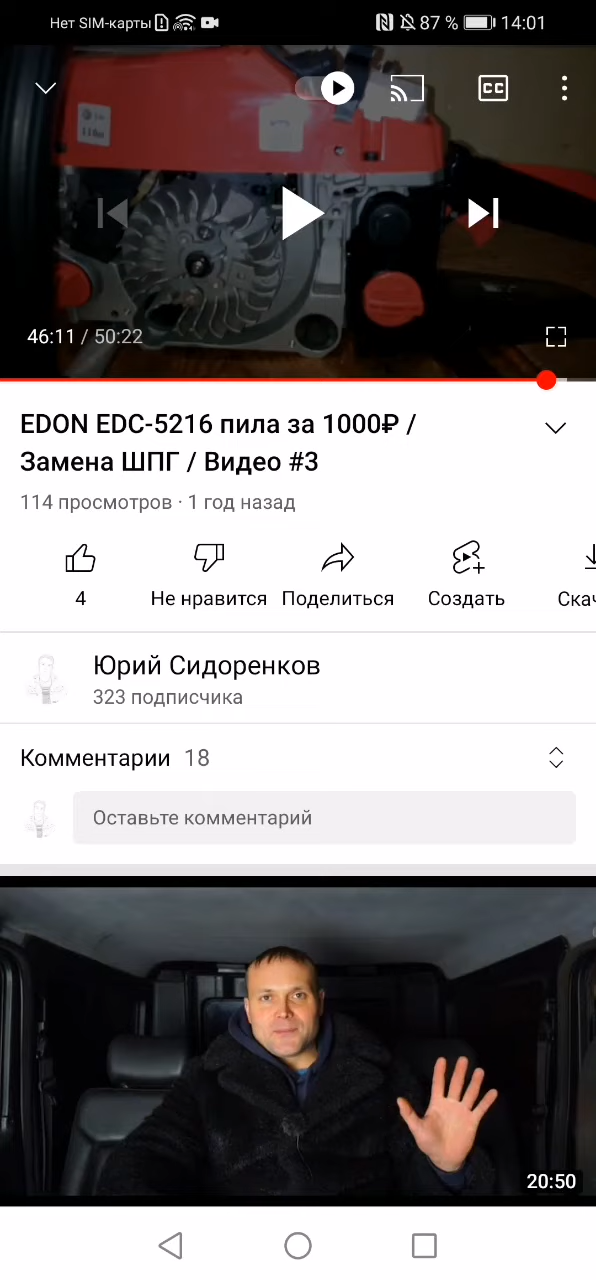 Нет SIM-карты 87 % 14:01
CC
46:11 / 50:22
EDON EDC-5216 пила за 1000₽ /
Замена ШПГ / Видео #3
114 просмотров · 1 год назад
4 Не нравится Поделиться Создать Скач
Юрий Сидоренков
323 подписчика
Комментарии 18
Оставьте комментарий
20:50